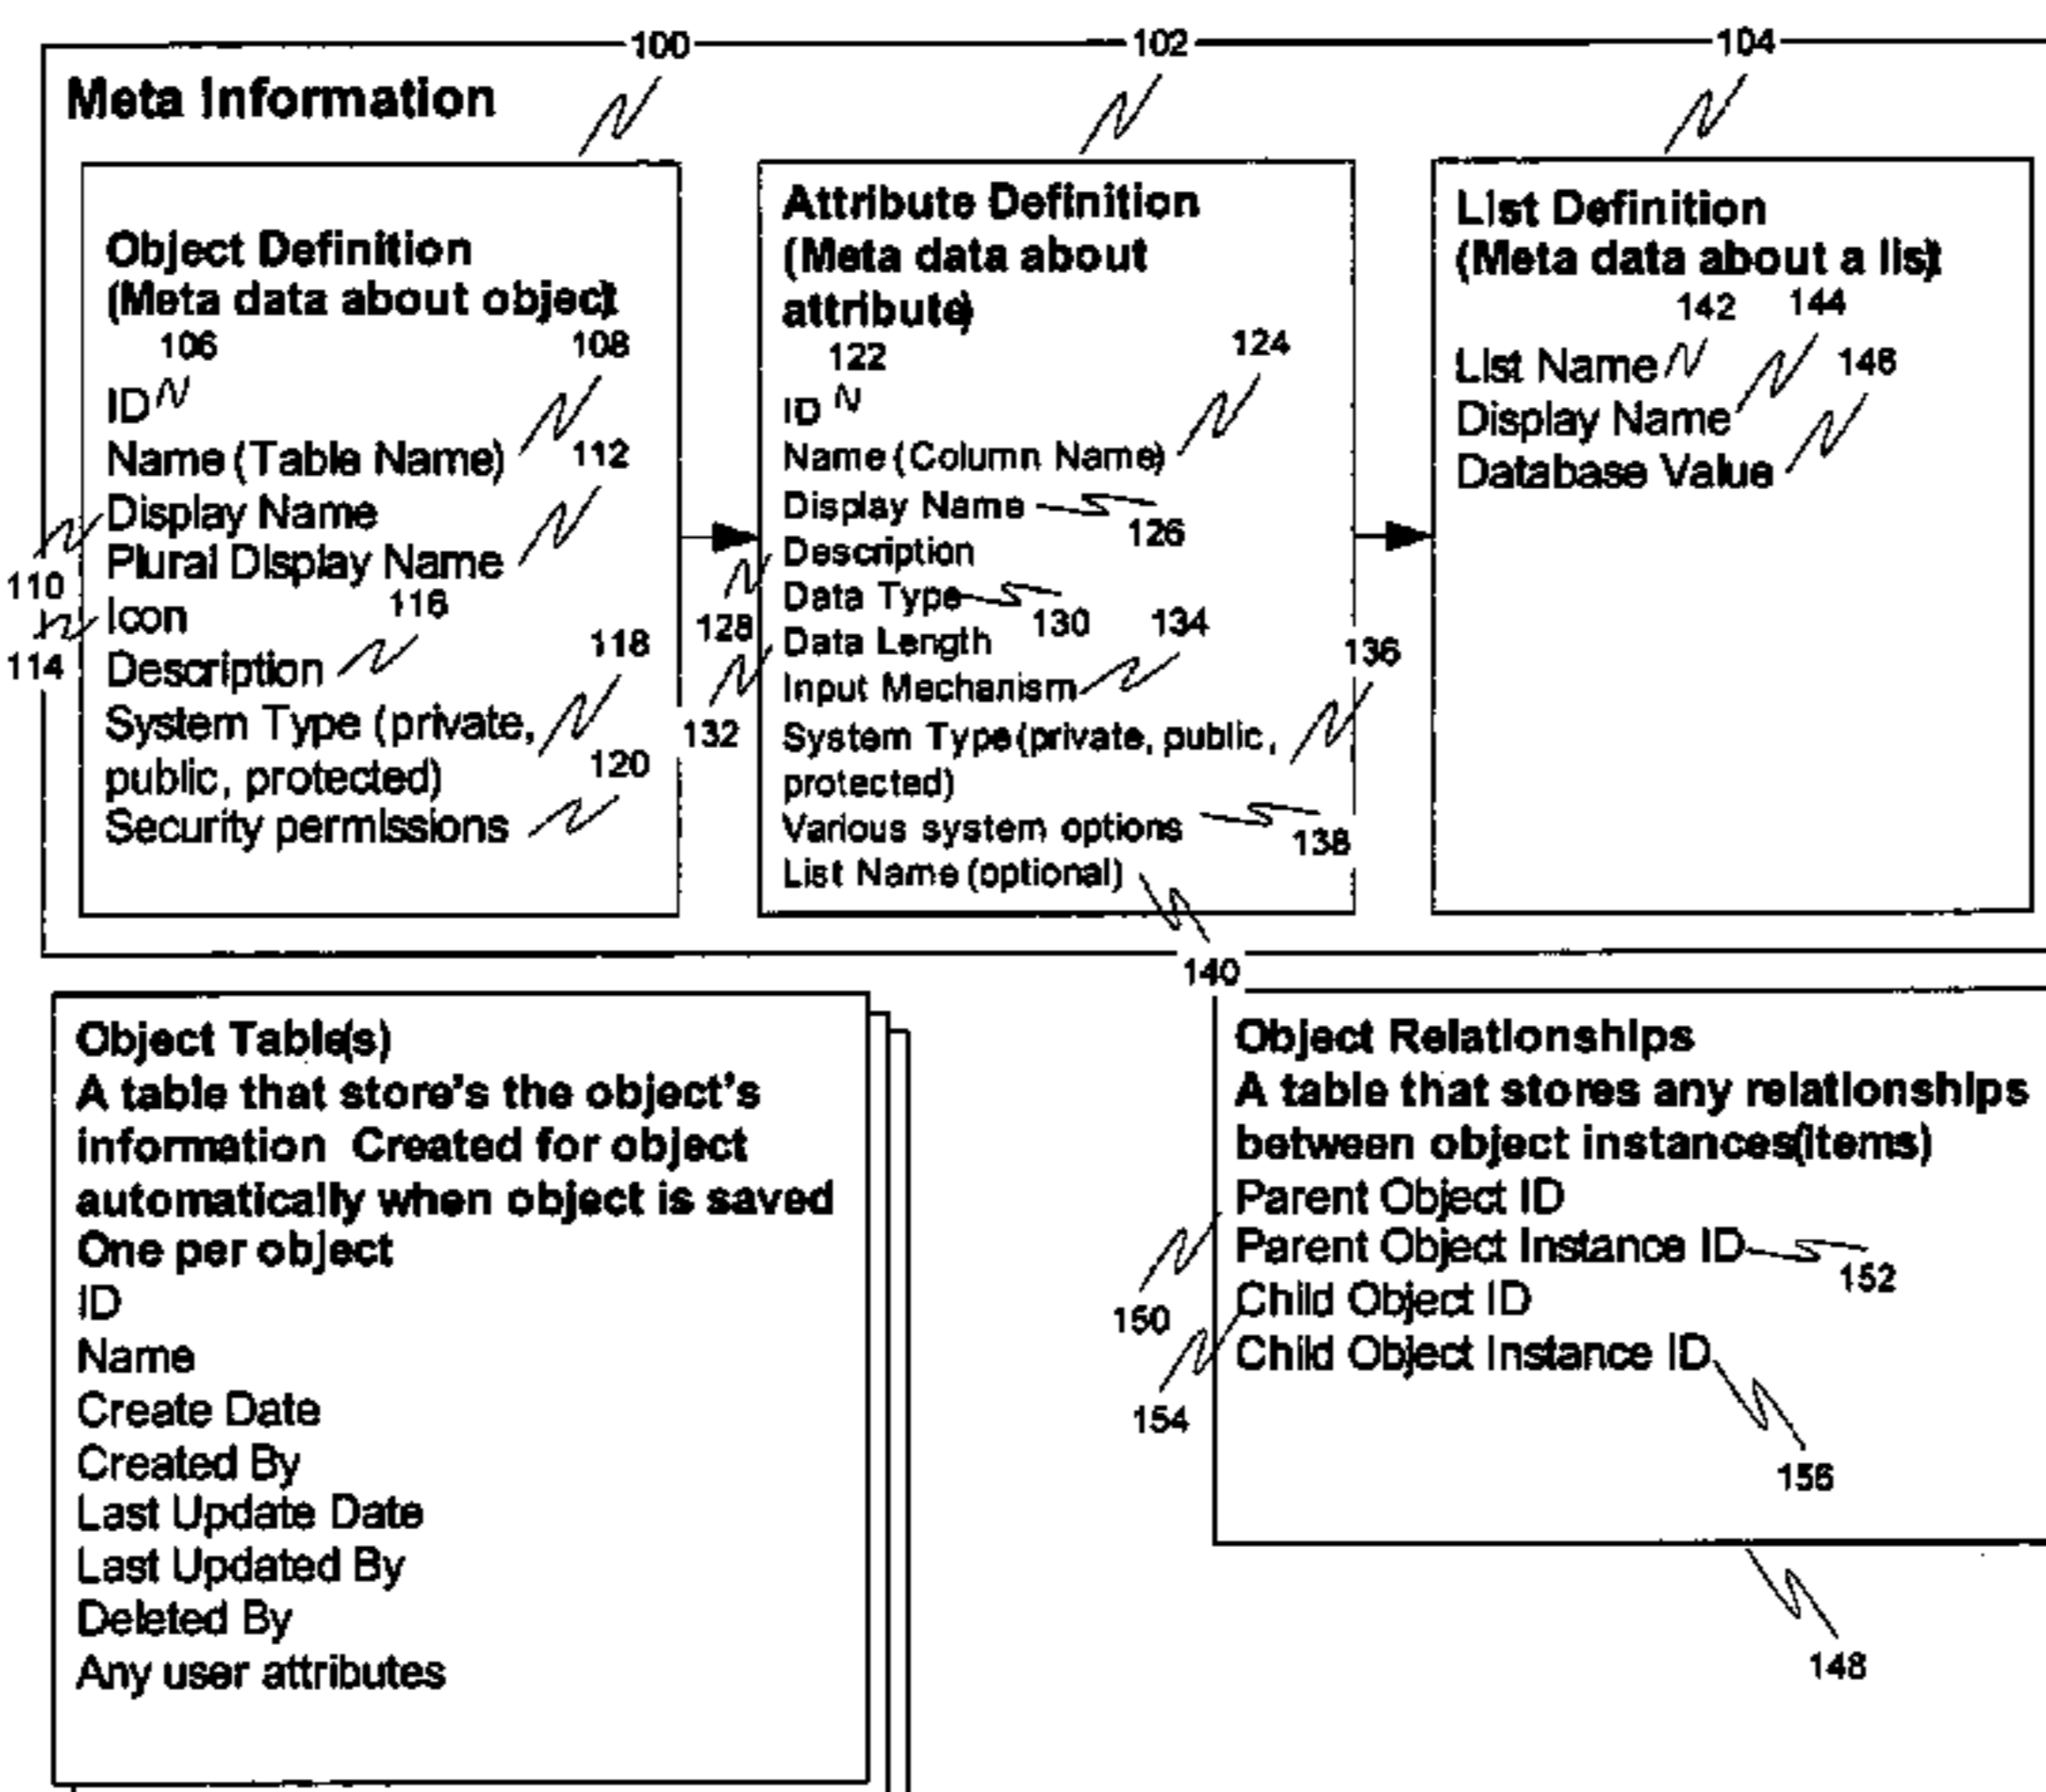 100
102
104
Meta Information
Object Definition
(Meta data about object)
106
108
ID
Name (Table Name)
112
Display Name
110
Plural Display Name
116
Icon
114
Description
118
System Type (private,
public, protected)
120
Security permissions
Attribute Definition
(Meta data about
attribute)
122
124
ID
Name (Column Name)
Display Name
126
Description
128
Data Type
130
134
Data Length
132
136
Input Mechanism
System Type (private, public,
protected)
Various system options
138
List Name (optional)
140
List Definition
(Meta data about a list)
142
144
List Name
146
Display Name
Database Value
Object Table(s)
A table that store's the object's
information Created for object
automatically when object is saved
One per object
ID
Name
Create Date
Created By
Last Update Date
Last Updated By
Deleted By
Any user attributes
Object Relationships
A table that stores any relationships
between object instances(items)
Parent Object ID
150
Parent Object Instance ID
152
Child Object ID
154
Child Object Instance ID
156
148